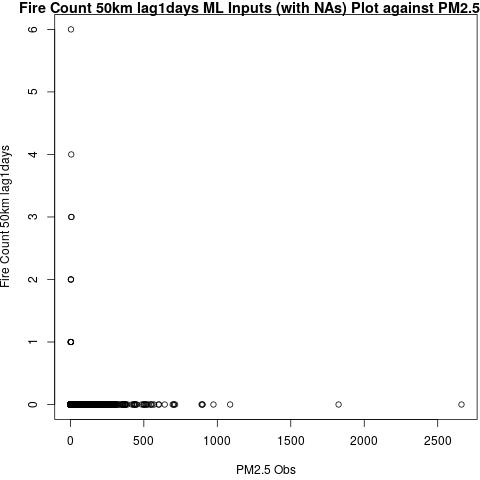 Fire Count 50km lag1days ML Inputs (with NAs) Plot against PM2.5
Fire Count 50km lag1days
6
5
4
3
2
1
0
0 500 1000 1500 2000 2500
PM2.5 Obs